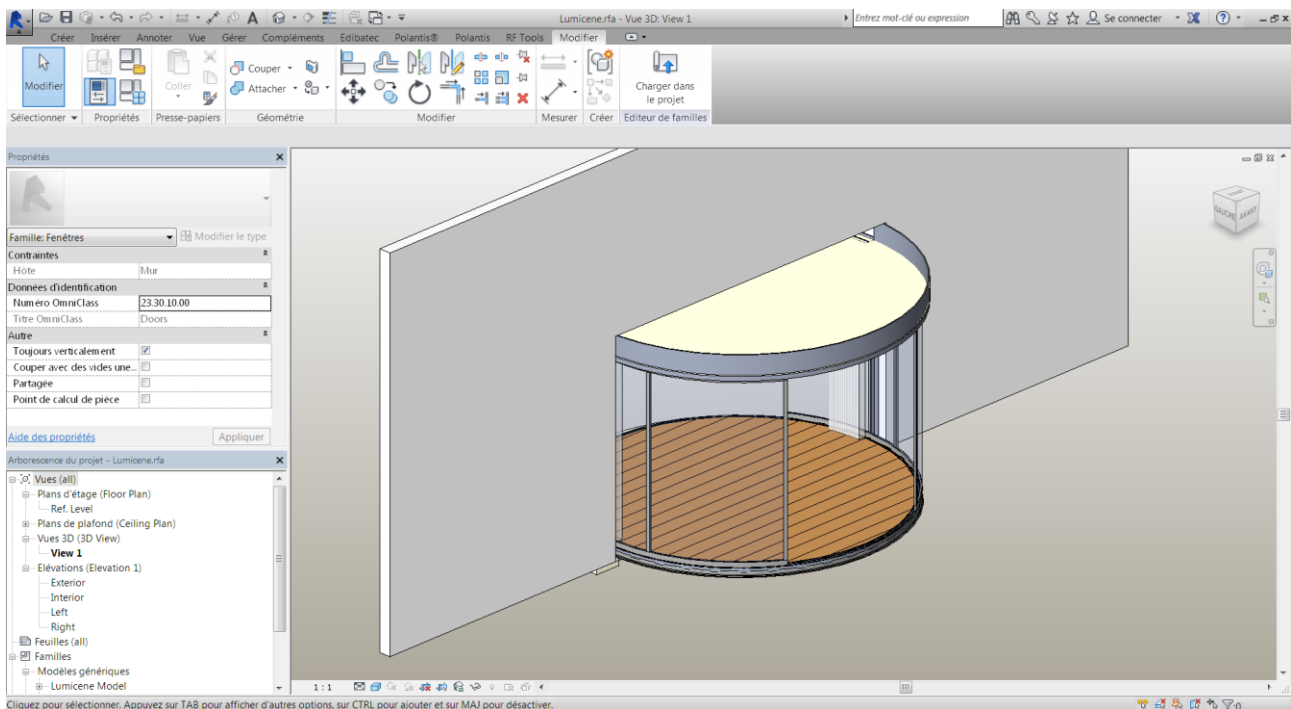 Lumicene.rfa - Vue 3D: View 1
Entrez mot-clé ou expression
Se connecter
Créer Insérer Annoter Vue Gérer Compléments Edibatec Polantis® Polantis RF Tools Modifier
Modifier
Coller
Couper
Attacher
Charger dans
le projet
Sélectionner Propriétés Presse-papiers Géométrie Modifier Mesurer Créer Editeur de familles
Propriétés
Famille: Fenêtres Modifier le type
Contraintes
Hôte Mur
Données d'identification
Numéro OmniClass 23.30.10.00
Titre OmniClass Doors
Autre
Toujours verticalement
Couper avec des vides une...
Partagée
Point de calcul de pièce
Aide des propriétés Appliquer
Arborescence du projet - Lumicene.rfa
Vues (all)
Plans d'étage (Floor Plan)
Ref. Level
Plans de plafond (Ceiling Plan)
Vues 3D (3D View)
View 1
Elévations (Elevation 1)
Exterior
Interior
Left
Right
Feuilles (all)
Familles
Modèles génériques
Lumicene Model
GAUCHE AVANT
1:1
Cliquez pour sélectionner. Appuyez sur TAB pour afficher d'autres options, sur CTRL pour ajouter et sur MAJ pour désactiver.
:0